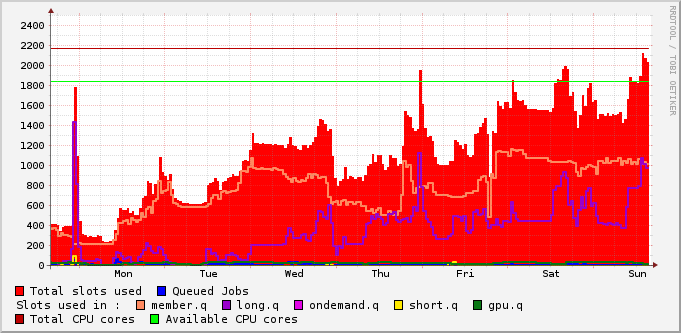 RRDTOOL / TOBI OETIKER
2400
2200
2000
1800
1600
1400
1200
1000
800
600
400
200
0
Mon Tue Wed Thu Fri Sat Sun
Total slots used Queued Jobs
Slots used in : member.q long.q ondemand.q short.q gpu.q
Total CPU cores Available CPU cores